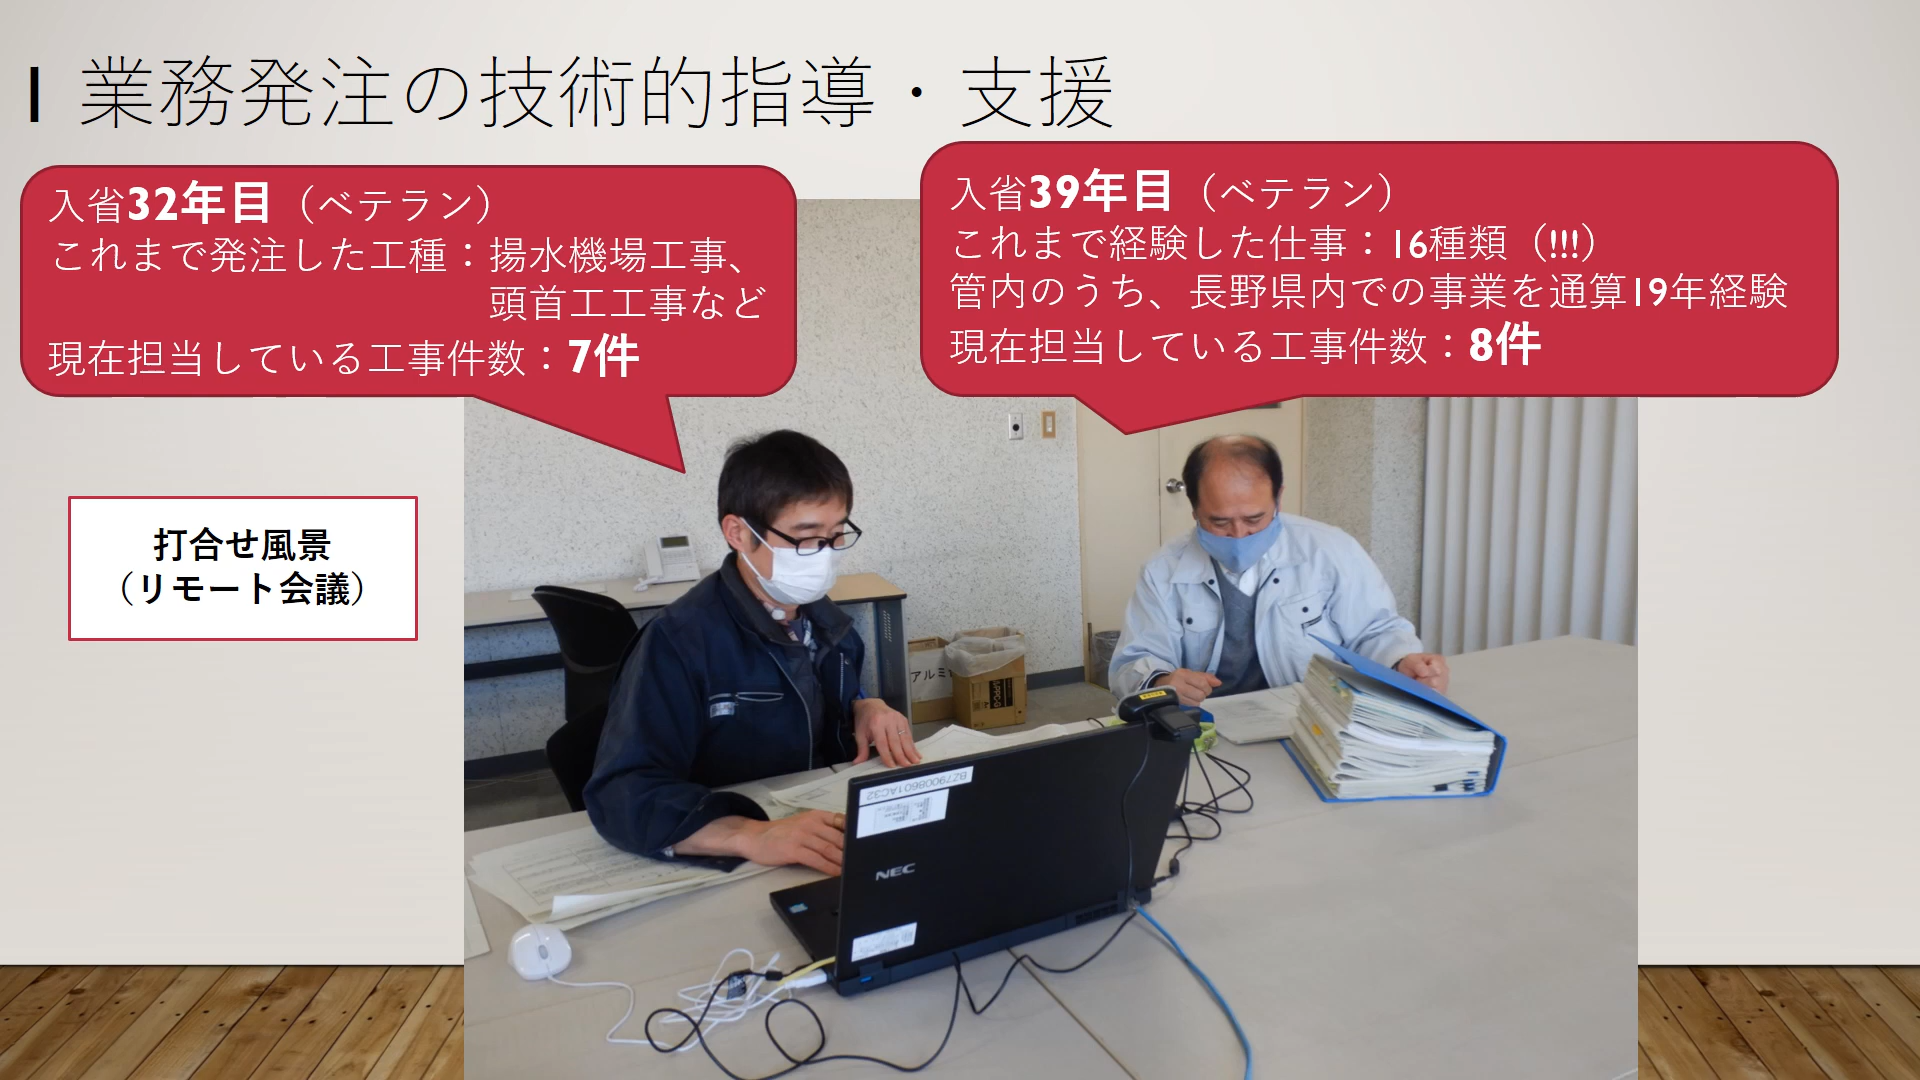 1 業務発注の技術的指導・支援
入省32年目（ベテラン）
これまで発注した工種：揚水機場工事、
頭首工工事など
現在担当している工事件数：7件
入省39年目（ベテラン）
これまで経験した仕事：16種類（!!!）
管内のうち、長野県内での事業を通算19年経験
現在担当している工事件数：8件
打合せ風景
（リモート会議）
アルミ
BZ79008601AC32
NEC